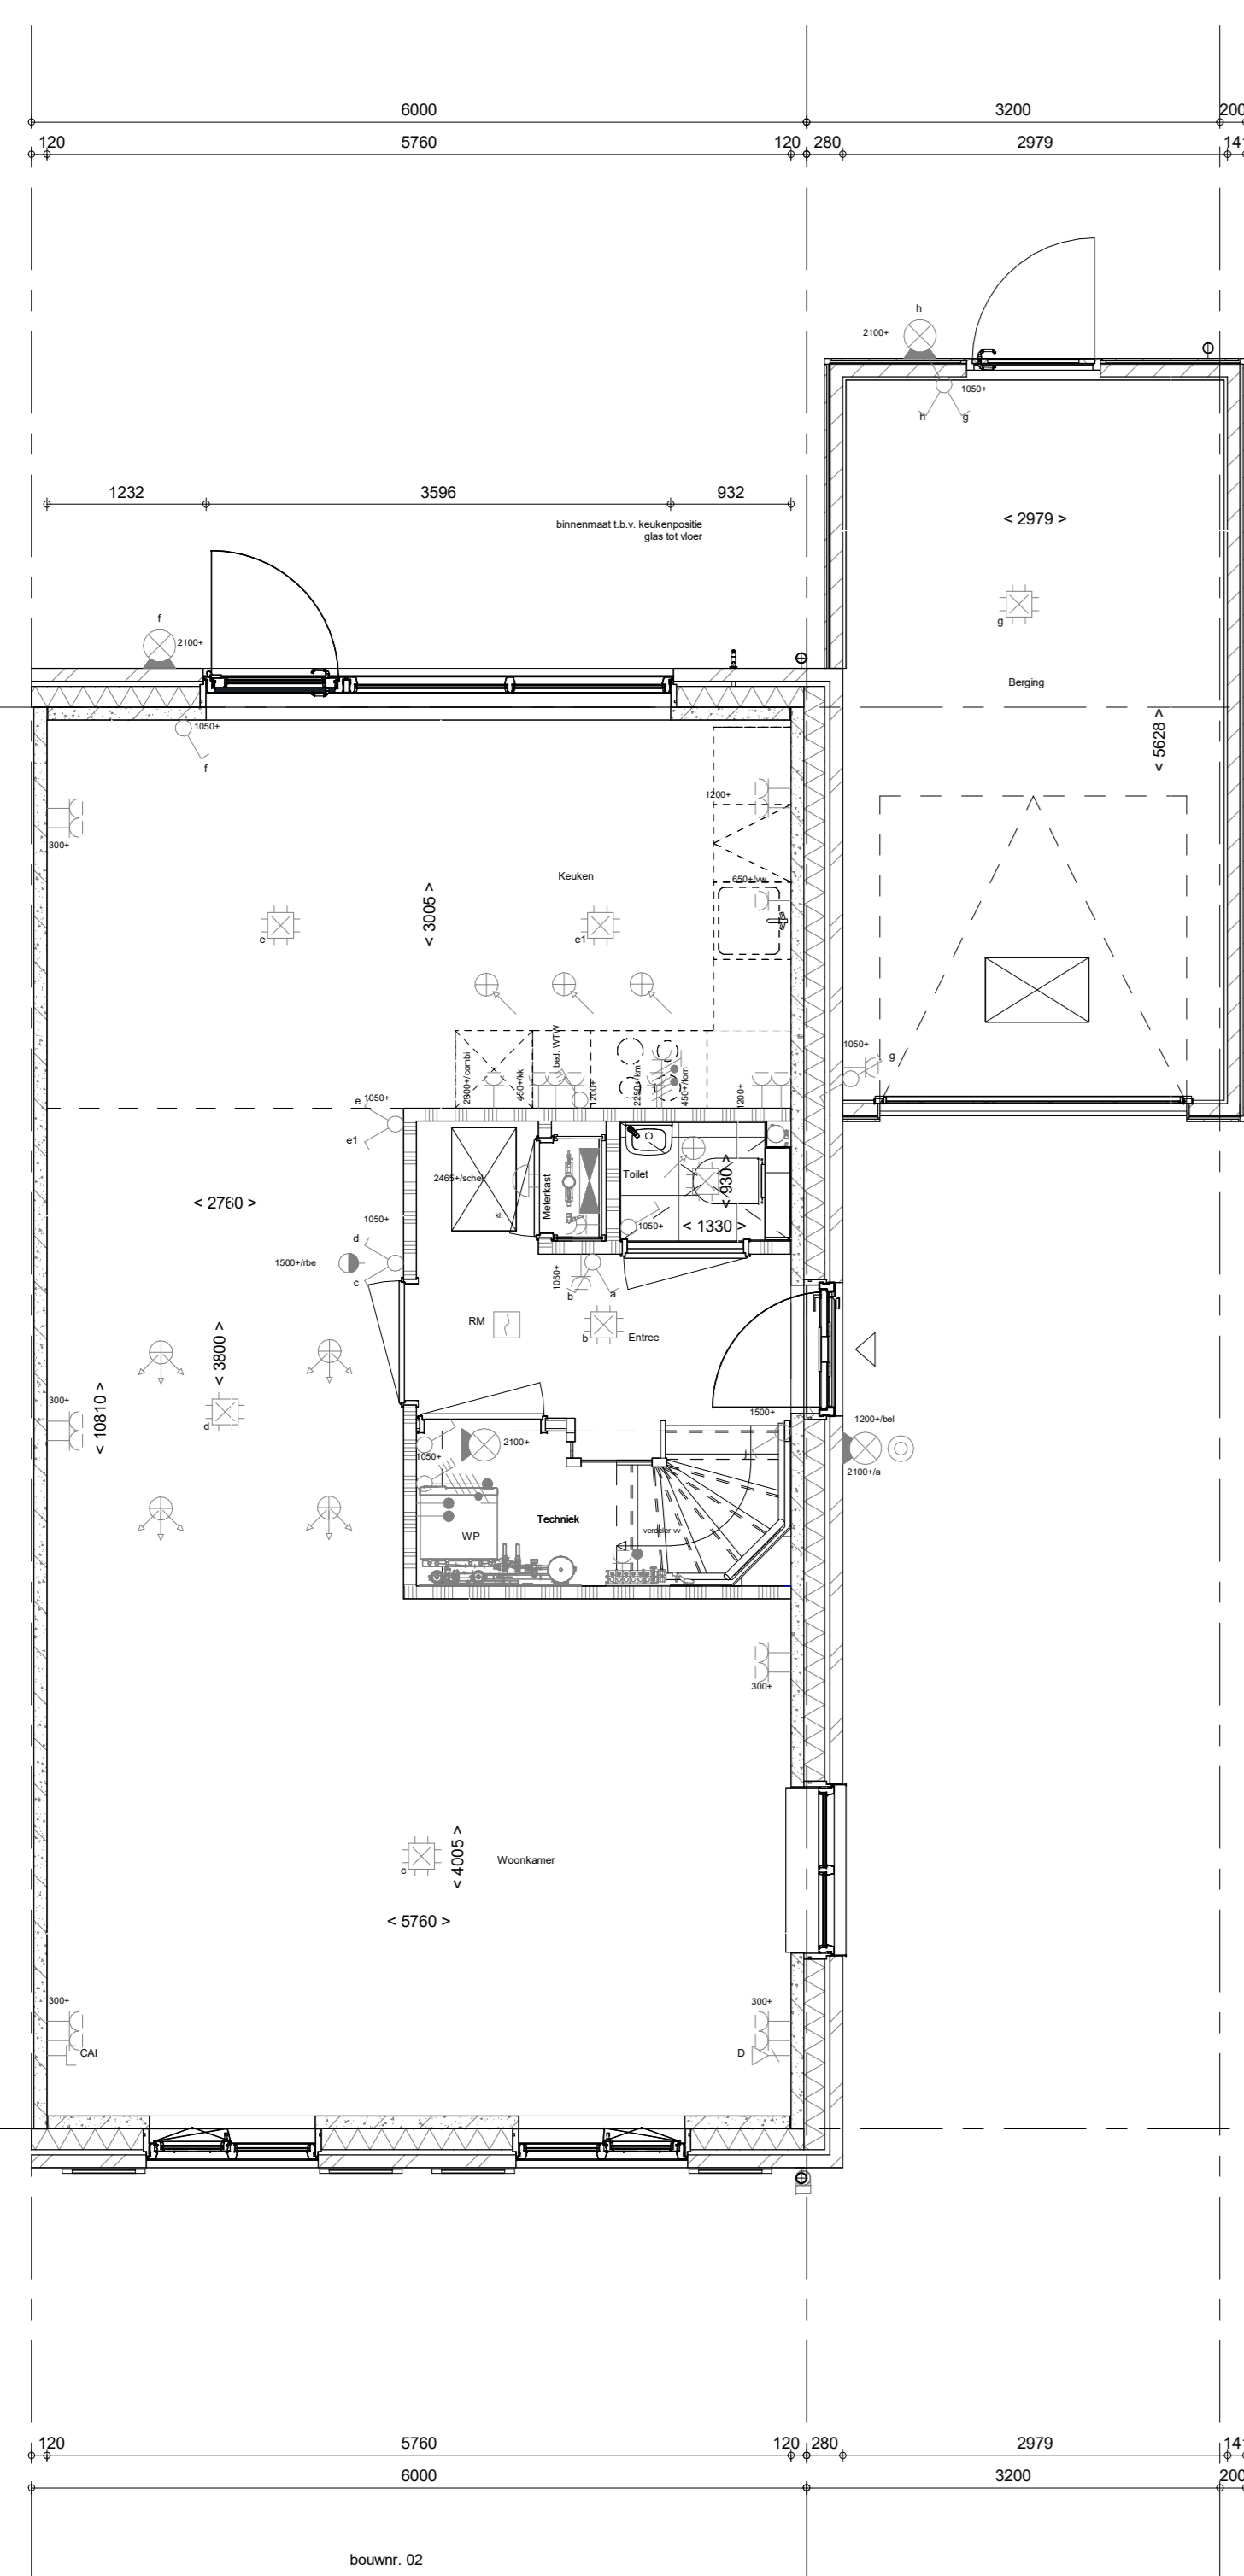 6000
3200
200
120
5760
120
280
2979
h
2100+
1050+
h
g
1232
3596
932
binnenmaat t.b.v. keukenpositie
glas tot vloer
< 2979 >
g
f
2100+
Berging
< 5628 >
1050+
f
1200+
300+
Keuken
650+/vw
< 3005 >
e
e1
bed. WTW
2000+/combi
450+/kk
1200+
2250+/km
450+/fom
1200+
1050+
g
e
1050+
e1
2465+/schel
kl.
Meterkast
Toilet
< 930 >
< 2760 >
1050+
< 1330 >
1050+
d
1500+/rbe
c
1050+
b
a
RM
b
Entree
< 3800 >
< 10810 >
300+
d
1500+
1200+/bel
2100+
1050+
2100+/a
Techniek
WP
verdeler vv
300+
c
< 4005 >
Woonkamer
< 5760 >
300+
300+
CAI
D
120
5760
120
280
2979
6000
3200
200
bouwnr. 02